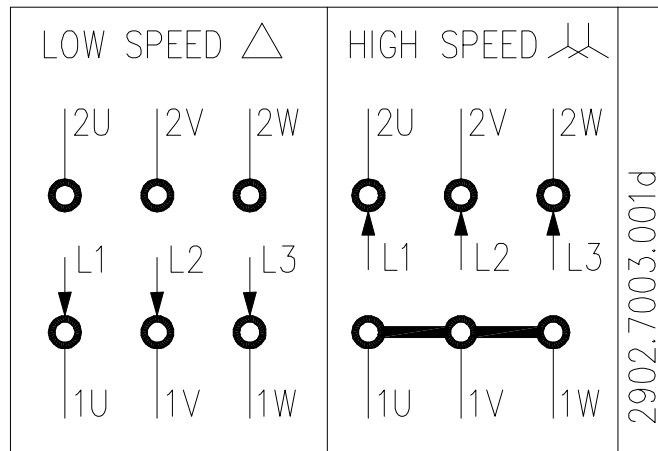 LOW SPEED
2U 2V 2W
L1 L2 L3
1U 1V 1W
HIGH SPEED
2U 2V 2W
L1 L2 L3
1U 1V 1W
2902.7003.001d